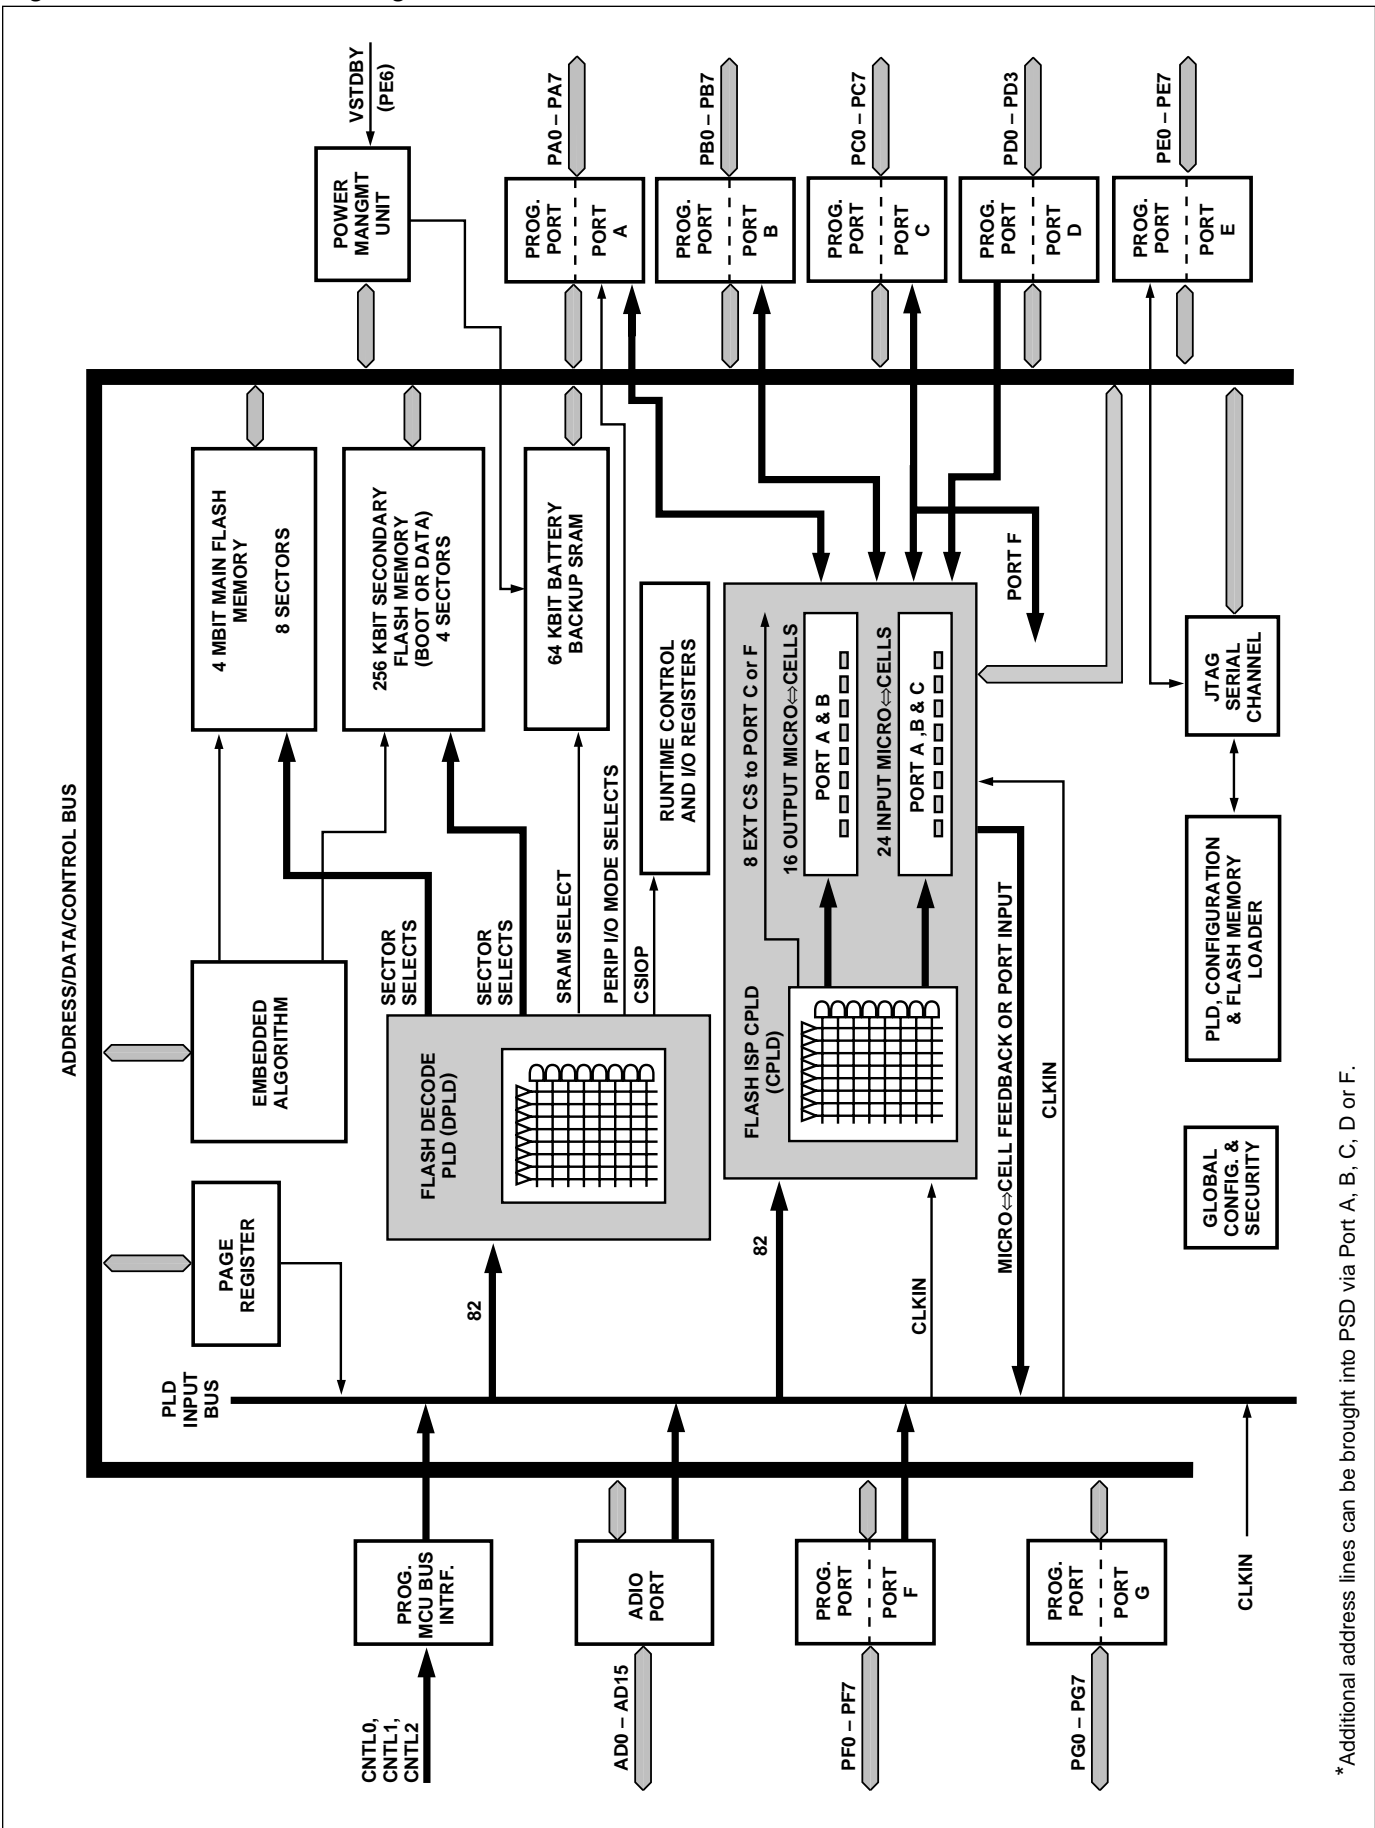 ADDRESS/DATA/CONTROL BUS
CNTL0,
CNTL1,
CNTL2
PROG.
MCU BUS
INTRF.
AD0 – AD15
ADIO
PORT
PF0 – PF7
PROG.
PORT
PORT
F
PG0 – PG7
PROG.
PORT
PORT
G
CLKIN
PLD
INPUT
BUS
PAGE
REGISTER
EMBEDDED
ALGORITHM
82
FLASH DECODE
PLD (DPLD)
SECTOR
SELECTS
SECTOR
SELECTS
SRAM SELECT
PERIP I/O MODE SELECTS
CSIOP
4 MBIT MAIN FLASH
MEMORY
8 SECTORS
256 KBIT SECONDARY
FLASH MEMORY
(BOOT OR DATA)
4 SECTORS
64 KBIT BATTERY
BACKUP SRAM
RUNTIME CONTROL
AND I/O REGISTERS
82
CLKIN
FLASH ISP CPLD
(CPLD)
8 EXT CS to PORT C or F
16 OUTPUT MICRO⇔CELLS
PORT A & B
24 INPUT MICRO⇔CELLS
PORT A ,B & C
MICRO⇔CELL FEEDBACK OR PORT INPUT
CLKIN
PORT F
GLOBAL
CONFIG. &
SECURITY
PLD, CONFIGURATION
& FLASH MEMORY
LOADER
JTAG
SERIAL
CHANNEL
POWER
MANGMT
UNIT
VSTDBY
(PE6)
PROG.
PORT
PORT
A
PA0 – PA7
PROG.
PORT
PORT
B
PB0 – PB7
PROG.
PORT
PORT
C
PC0 – PC7
PROG.
PORT
PORT
D
PD0 – PD3
PROG.
PORT
PORT
E
PE0 – PE7
*Additional address lines can be brought into PSD via Port A, B, C, D or F.